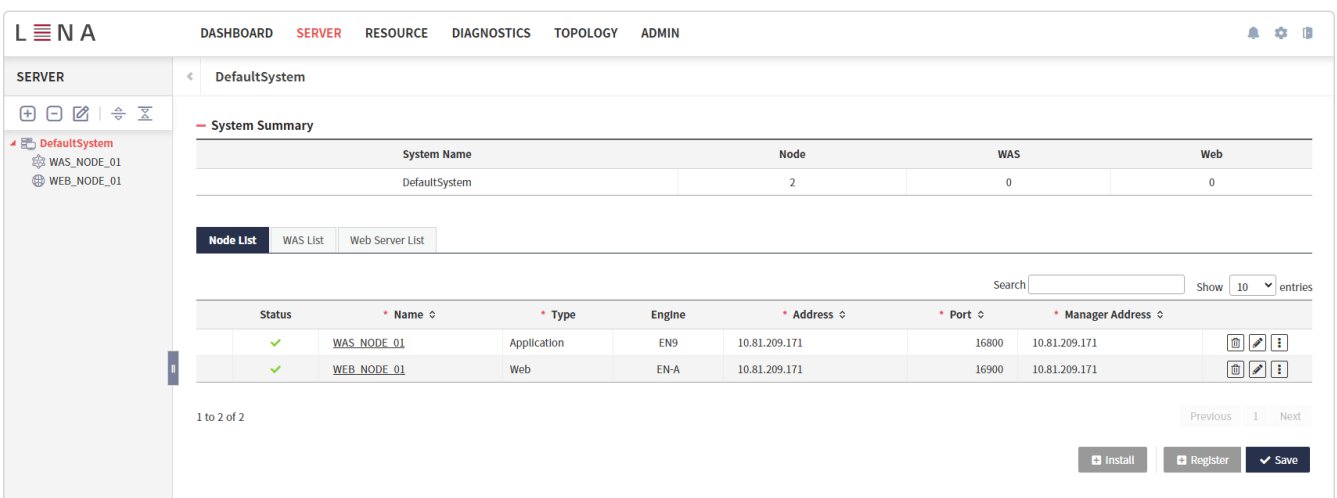 LENA DASHBOARD SERVER RESOURCE DIAGNOSTICS TOPOLOGY ADMIN
SERVER
DefaultSystem
WAS_NODE_01
WEB_NODE_01
DefaultSystem
System Summary
System Name Node WAS Web
DefaultSystem 2 0 0
Node List WAS List Web Server List
Search Show 10 entries
Status * Name * Type Engine * Address * Port * Manager Address
WAS_NODE_01 Application EN9 10.81.209.171 16800 10.81.209.171
WEB_NODE_01 Web EN-A 10.81.209.171 16900 10.81.209.171
1 to 2 of 2 Previous 1 Next
Install Register Save